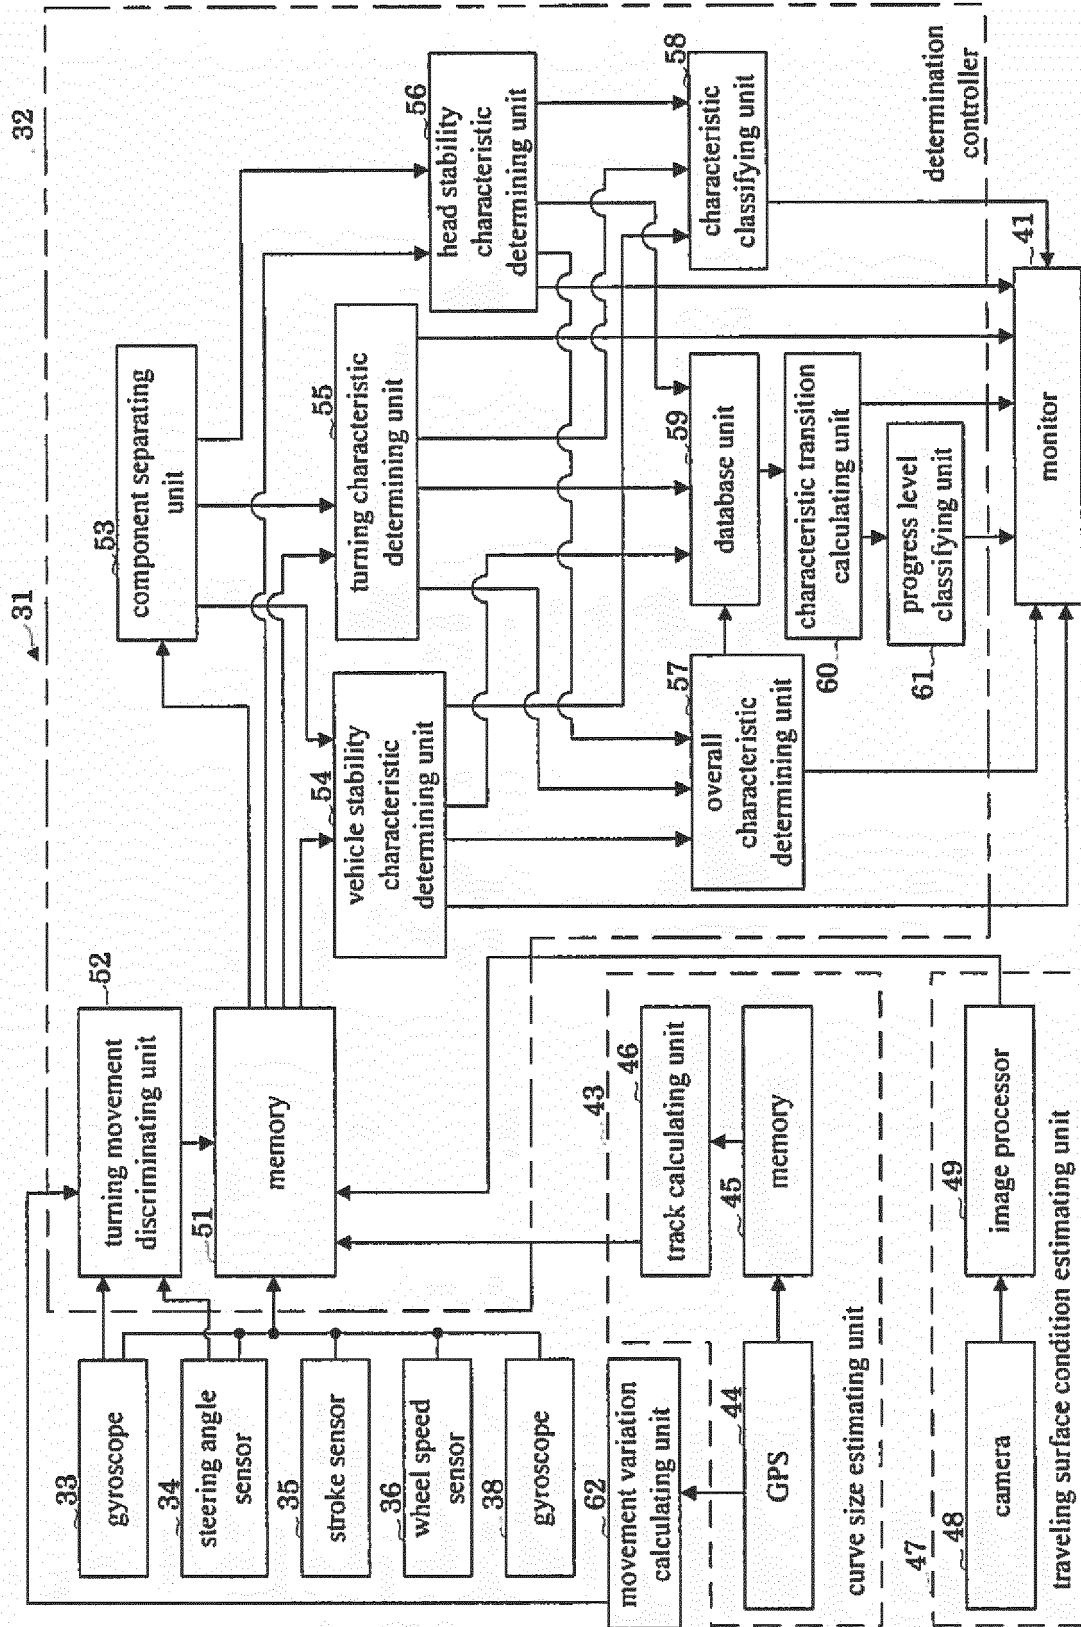 31
32
33
gyroscope
34
steering angle
sensor
35
stroke sensor
36
wheel speed
sensor
38
gyroscope
62
movement variation
calculating unit
52
turning movement
discriminating unit
51
memory
53
component separating
unit
54
vehicle stability
characteristic
determining unit
55
turning characteristic
determining unit
56
head stability
characteristic
determining unit
57
overall
characteristic
determining unit
59
database unit
58
characteristic
classifying unit
characteristic transition
calculating unit
60
progress level
classifying unit
61
determination
controller
41
monitor
43
46
track calculating unit
45
memory
44
GPS
curve size estimating unit
47
48
camera
49
image processor
traveling surface condition estimating unit